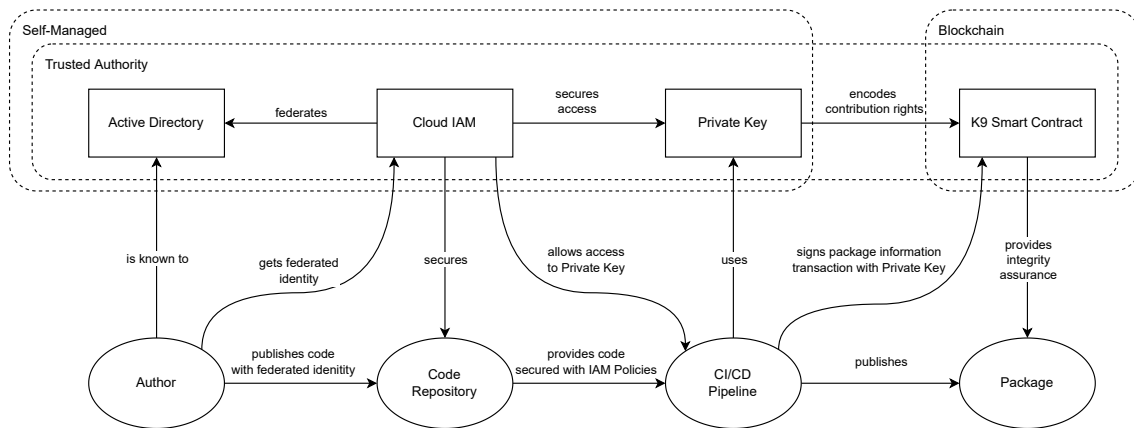 Self-Managed
Blockchain
Trusted Authority
Active Directory
federates
Cloud IAM
secures
access
Private Key
encodes
contribution rights
K9 Smart Contract
is known to
gets federated
identity
secures
allows access
to Private Key
uses
signs package information
transaction with Private Key
provides
integrity
assurance
Author
publishes code
with federated idenitity
Code
Repository
provides code
secured with IAM Policies
CI/CD
Pipeline
publishes
Package